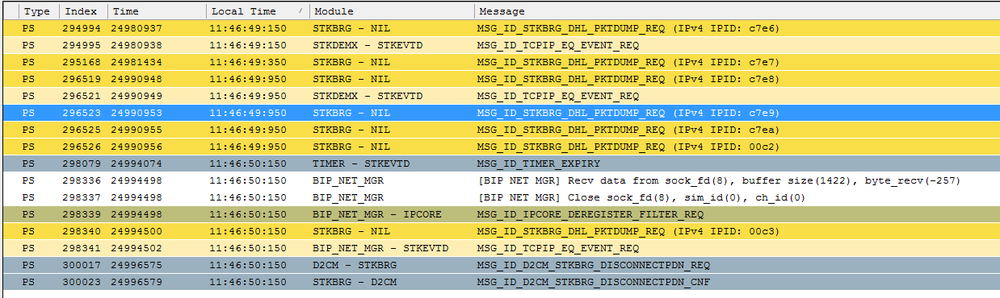 Type Index Time Local Time / Module Message
PS 294994 24980937 11:46:49:150 STKBRG - NIL MSG_ID_STKBRG_DHL_PKTDUMP_REQ (IPv4 IPID: c7e6)
PS 294995 24980938 11:46:49:150 STKDEMX - STKEVTD MSG_ID_TCPIP_EQ_EVENT_REQ
PS 295168 24981434 11:46:49:350 STKBRG - NIL MSG_ID_STKBRG_DHL_PKTDUMP_REQ (IPv4 IPID: c7e7)
PS 296519 24990948 11:46:49:950 STKBRG - NIL MSG_ID_STKBRG_DHL_PKTDUMP_REQ (IPv4 IPID: c7e8)
PS 296521 24990949 11:46:49:950 STKDEMX - STKEVTD MSG_ID_TCPIP_EQ_EVENT_REQ
PS 296523 24990953 11:46:49:950 STKBRG - NIL MSG_ID_STKBRG_DHL_PKTDUMP_REQ (IPv4 IPID: c7e9)
PS 296525 24990955 11:46:49:950 STKBRG - NIL MSG_ID_STKBRG_DHL_PKTDUMP_REQ (IPv4 IPID: c7ea)
PS 296526 24990956 11:46:49:950 STKBRG - NIL MSG_ID_STKBRG_DHL_PKTDUMP_REQ (IPv4 IPID: 00c2)
PS 298079 24994074 11:46:50:150 TIMER - STKEVTD MSG_ID_TIMER_EXPIRY
PS 298336 24994498 11:46:50:150 BIP_NET_MGR [BIP NET MGR] Recv data from sock_fd(8), buffer size(1422), byte_recv(-257)
PS 298337 24994498 11:46:50:150 BIP_NET_MGR [BIP NET MGR] Close sock_fd(8), sim_id(0), ch_id(0)
PS 298339 24994498 11:46:50:150 BIP_NET_MGR - IPCORE MSG_ID_IPCORE_DEREGISTER_FILTER_REQ
PS 298340 24994500 11:46:50:150 STKBRG - NIL MSG_ID_STKBRG_DHL_PKTDUMP_REQ (IPv4 IPID: 00c3)
PS 298341 24994502 11:46:50:150 BIP_NET_MGR - STKEVTD MSG_ID_TCPIP_EQ_EVENT_REQ
PS 300017 24996575 11:46:50:150 D2CM - STKBRG MSG_ID_D2CM_STKBRG_DISCONNECTPDN_REQ
PS 300023 24996579 11:46:50:150 STKBRG - D2CM MSG_ID_D2CM_STKBRG_DISCONNECTPDN_CNF